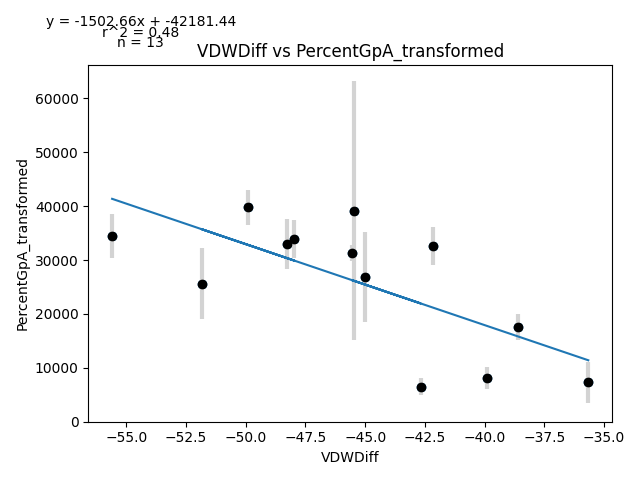 y = -1502.66x + -42181.44
r^2 = 0.48
n = 13
VDWDiff vs PercentGpA_transformed
60000
50000
40000
30000
20000
10000
0
PercentGpA_transformed
−55.0 −52.5 −50.0 −47.5 −45.0 −42.5 −40.0 −37.5 −35.0
VDWDiff